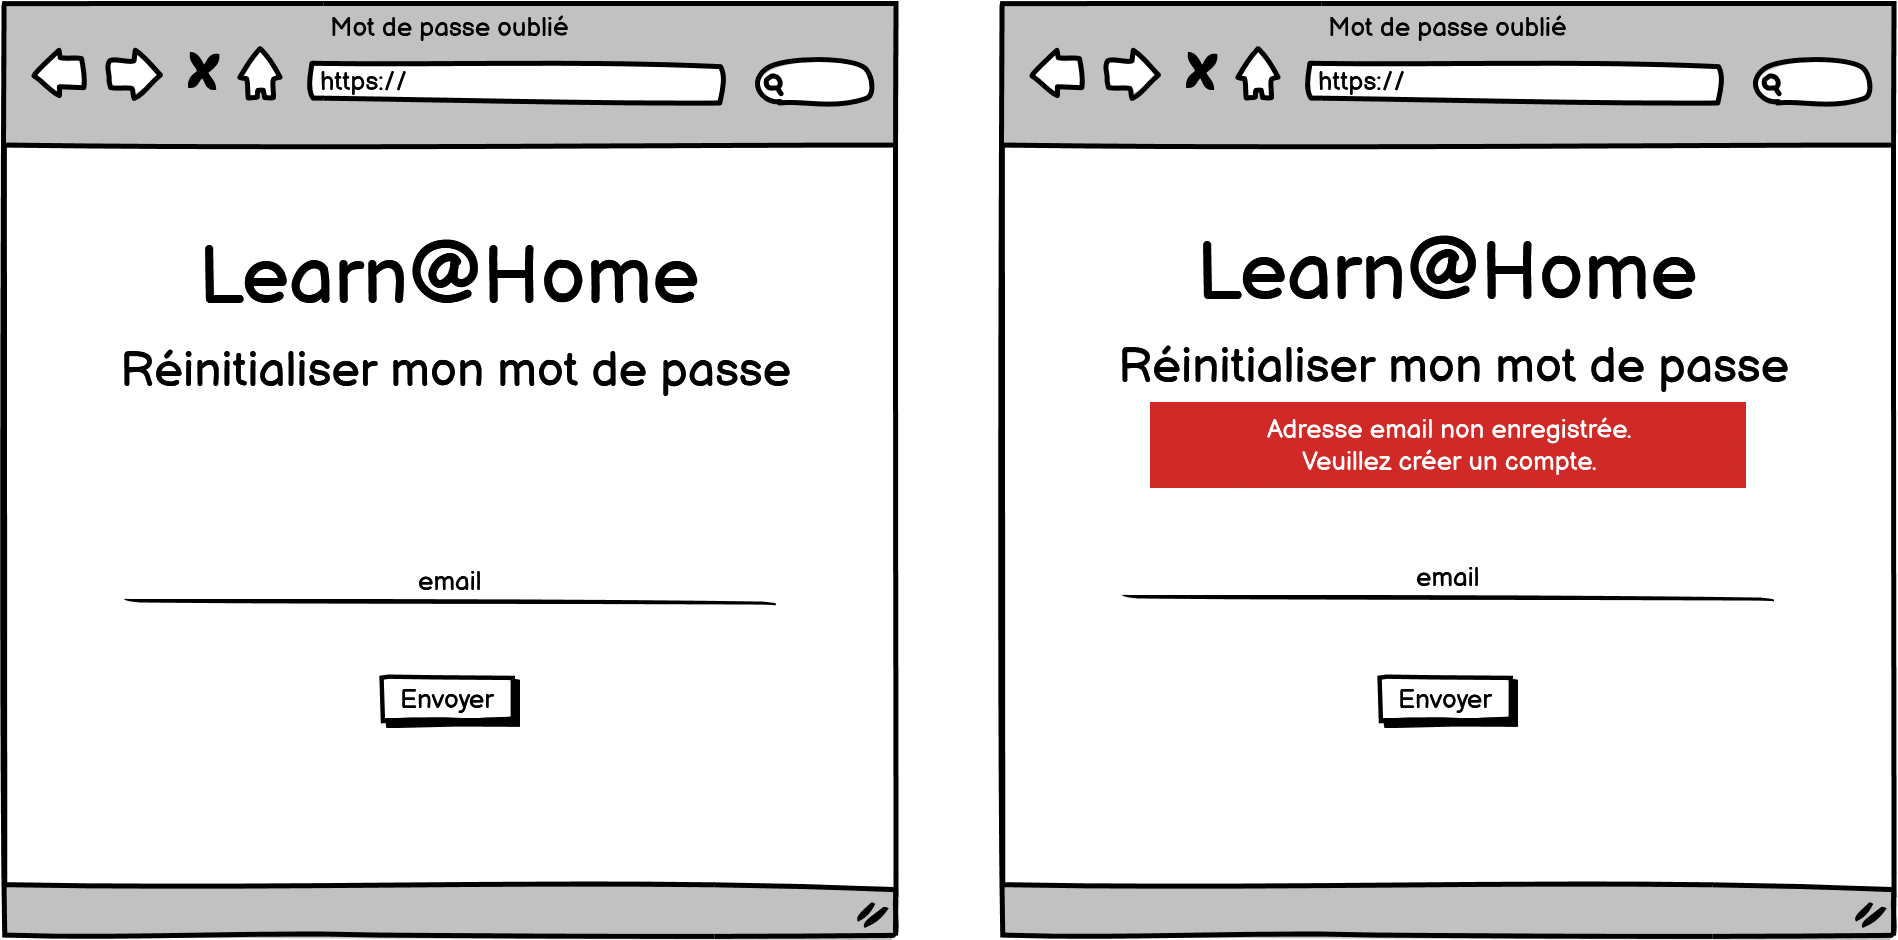 Mot de passe oublié
https://
Learn@Home
Réinitialiser mon mot de passe
email
Envoyer
Mot de passe oublié
https://
Learn@Home
Réinitialiser mon mot de passe
Adresse email non enregistrée.
Veuillez créer un compte.
email
Envoyer